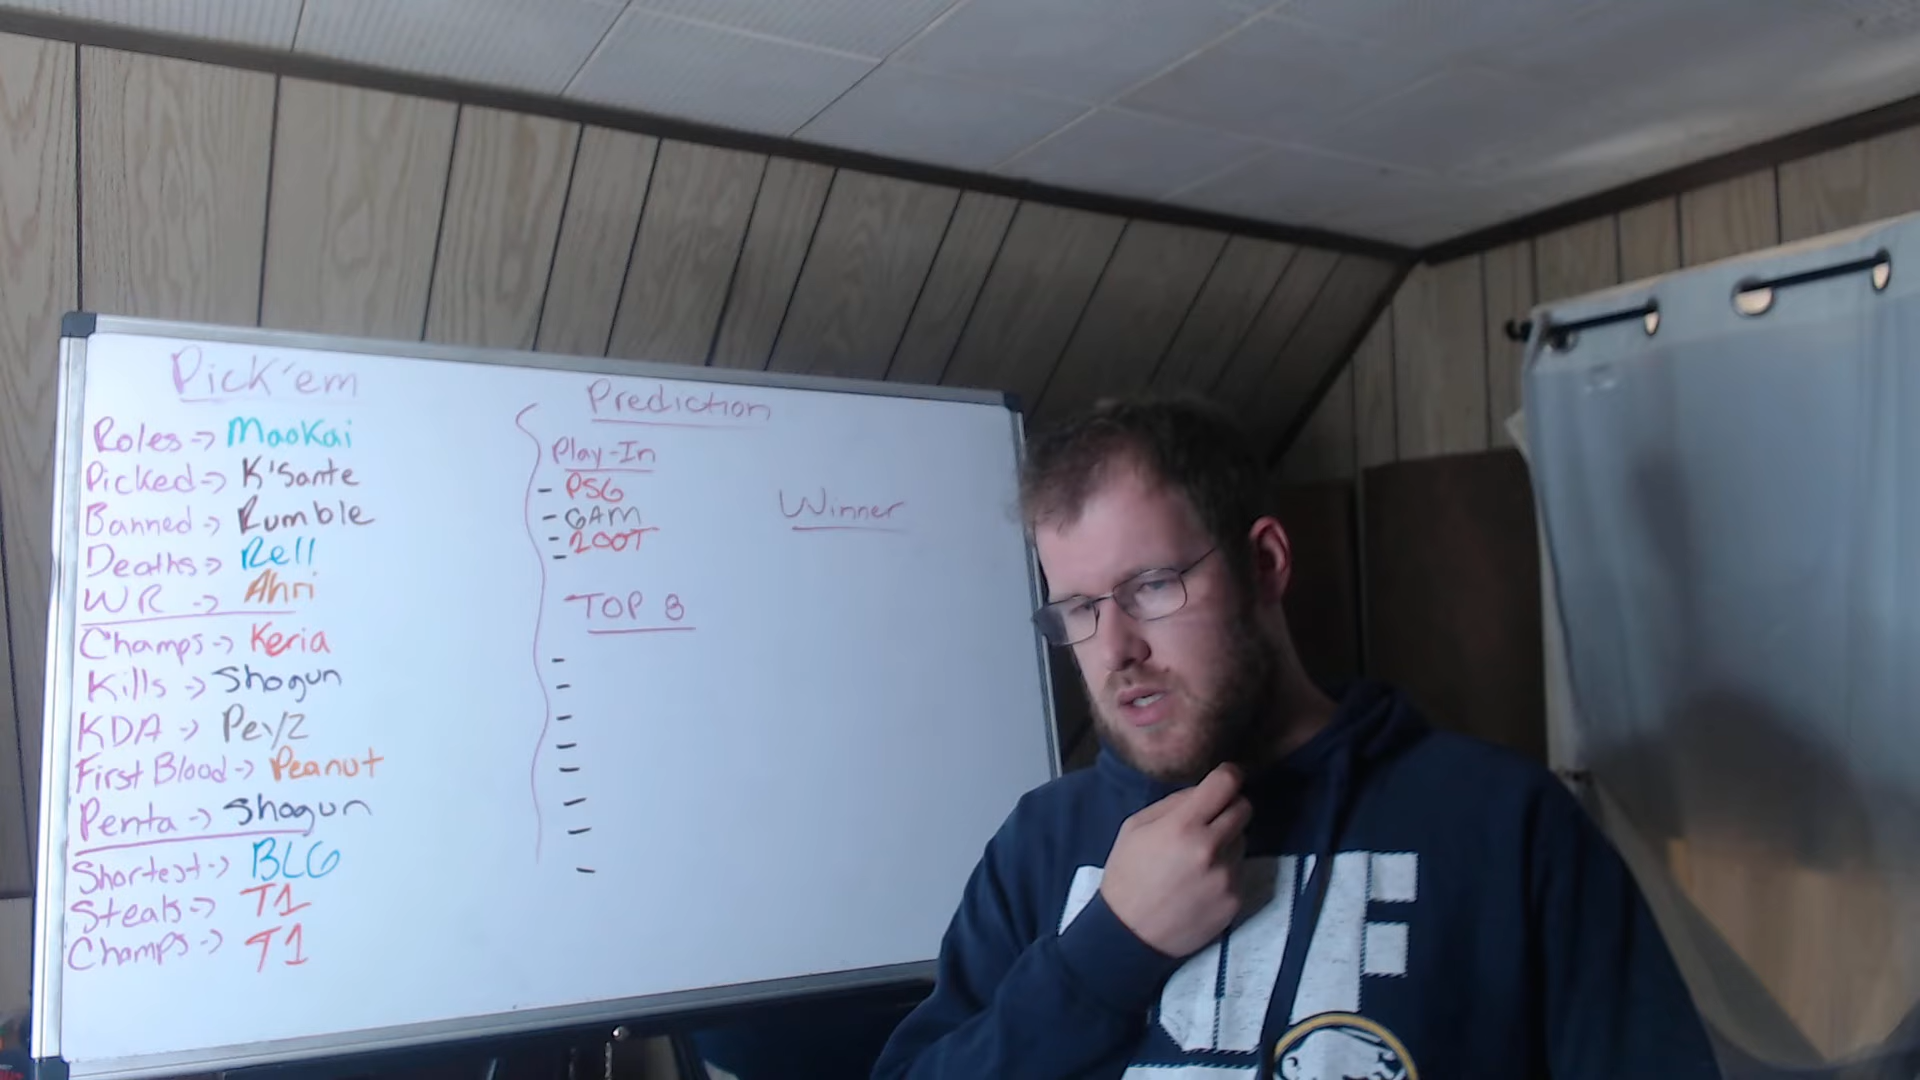 Pick'em
Roles -> Maokai
Picked -> K'Sante
Banned -> Rumble
Deaths -> Rell
WR -> Ahri
Champs -> Keria
Kills -> Shogun
KDA -> Peyz
First Blood -> Peanut
Penta -> Shogun
Shortest -> BLG
Steals -> T1
Champs -> T1
Prediction
Play-In
- PSG
- GAM
- 100T
-
TOP 8
-
-
-
-
-
-
-
-
Winner